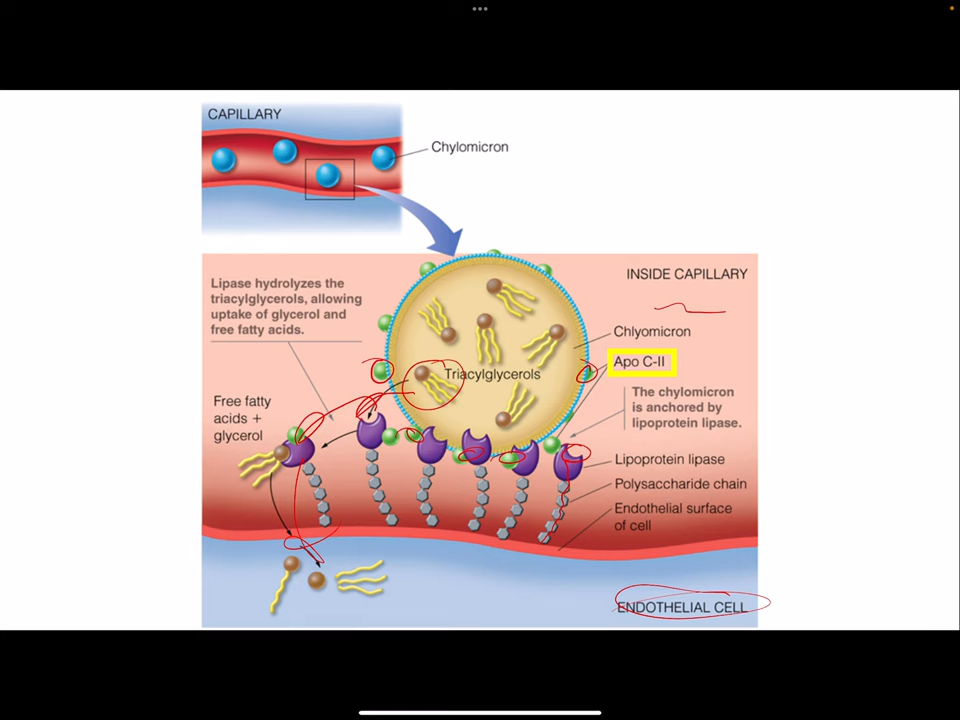 CAPILLARY
Chylomicron
INSIDE CAPILLARY
Lipase hydrolyzes the
triacylglycerols, allowing
uptake of glycerol and
free fatty acids.
Chlyomicron
Apo C-II
Triacylglycerols
The chylomicron
is anchored by
lipoprotein lipase.
Free fatty
acids +
glycerol
Lipoprotein lipase
Polysaccharide chain
Endothelial surface
of cell
ENDOTHELIAL CELL